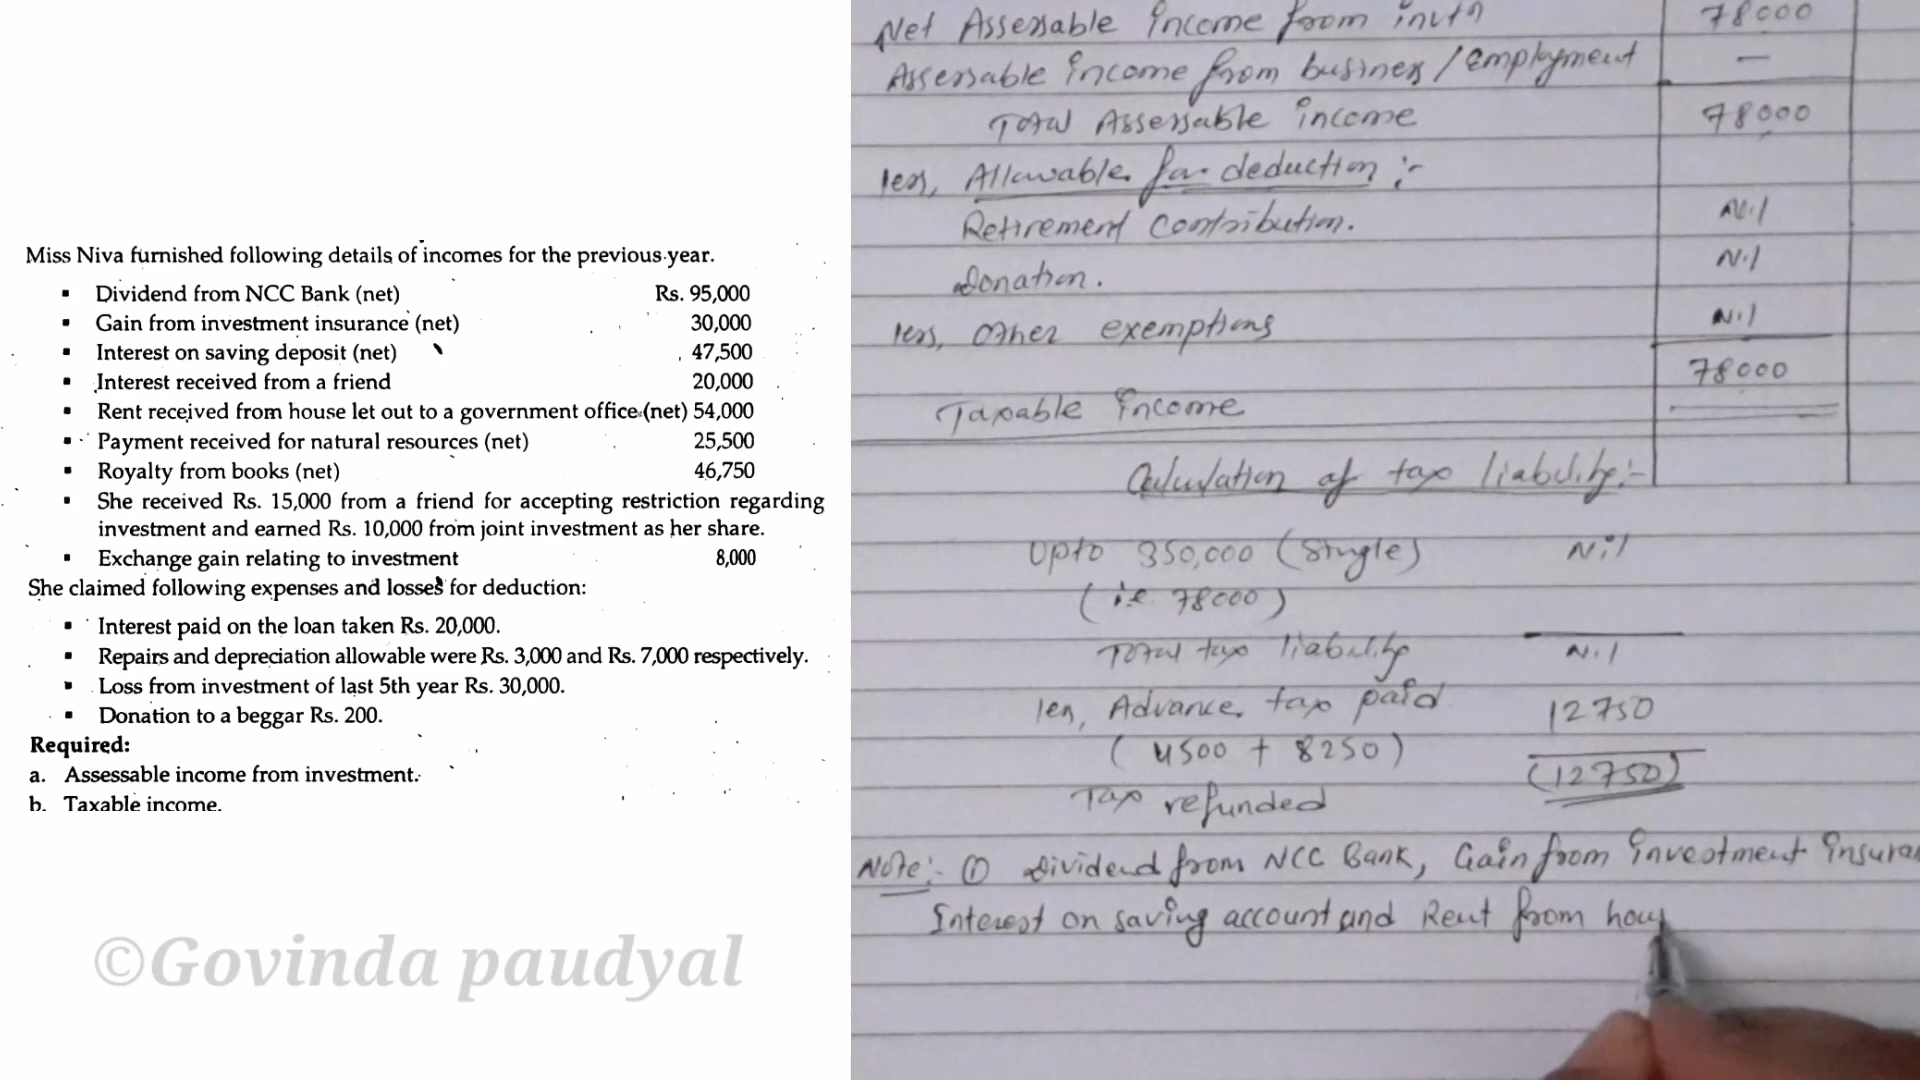 Miss Niva furnished following details of incomes for the previous year.
▪ Dividend from NCC Bank (net) Rs. 95,000
▪ Gain from investment insurance (net) 30,000
▪ Interest on saving deposit (net) 47,500
▪ Interest received from a friend 20,000
▪ Rent received from house let out to a government office (net) 54,000
▪ Payment received for natural resources (net) 25,500
▪ Royalty from books (net) 46,750
▪ She received Rs. 15,000 from a friend for accepting restriction regarding
investment and earned Rs. 10,000 from joint investment as her share.
▪ Exchange gain relating to investment 8,000
She claimed following expenses and losses for deduction:
▪ Interest paid on the loan taken Rs. 20,000.
▪ Repairs and depreciation allowable were Rs. 3,000 and Rs. 7,000 respectively.
▪ Loss from investment of last 5th year Rs. 30,000.
▪ Donation to a beggar Rs. 200.
Required:
a. Assessable income from investment.
b. Taxable income.
©Govinda paudyal
Net Assessable Income from invtn 78000
Assessable Income from business / Employment —
Total Assessable income 78000
less, Allowable for deduction :-
Retirement contribution. Nil
Donation. Nil
less, Other exemptions Nil
Taxable Income 78000
Calculation of tax liability:-
Upto 350,000 (Single) Nil
(i.e. 78000)
Total tax liability Nil
less, Advance tax paid 12750
(4500 + 8250)
Tax refunded (12750)
Note:- ① Dividend from NCC Bank, Gain from Investment Insura
Interest on saving account and Rent from hous